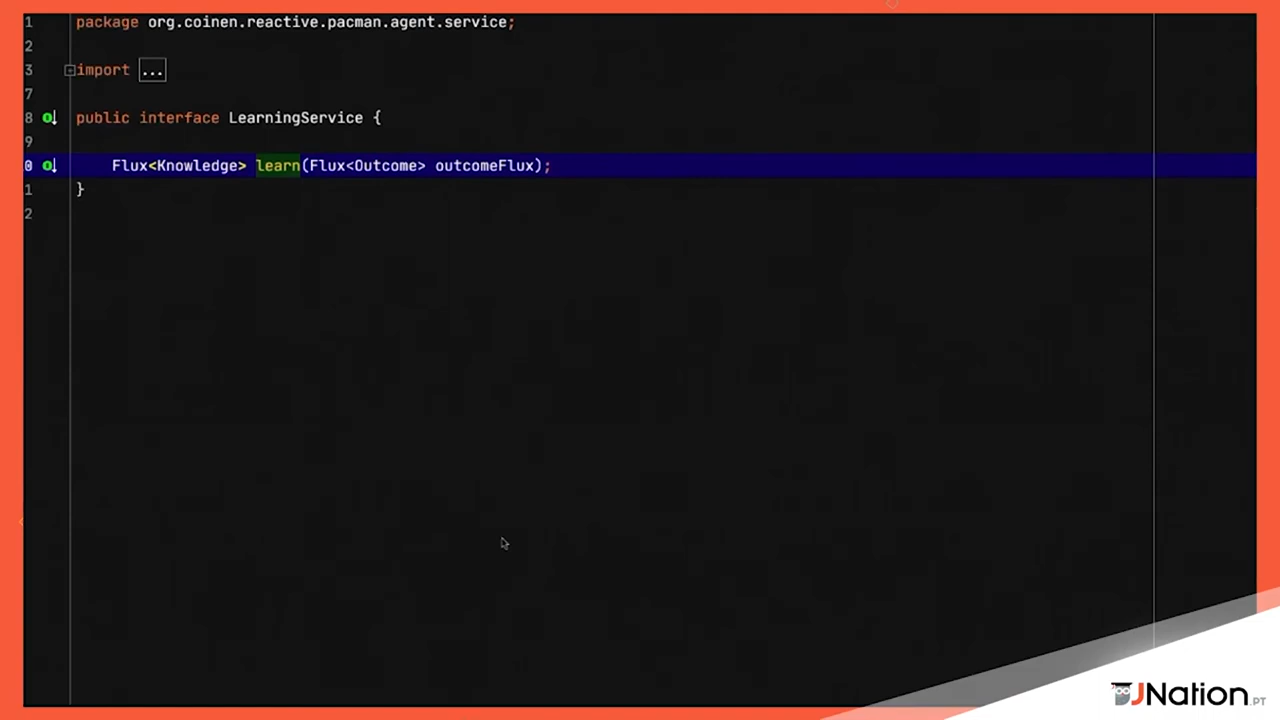 1 package org.coinen.reactive.pacman.agent.service;
2
3 import ...
7
8 public interface LearningService {
9
0 Flux<Knowledge> learn(Flux<Outcome> outcomeFlux);
1 }
2
JNation.PT